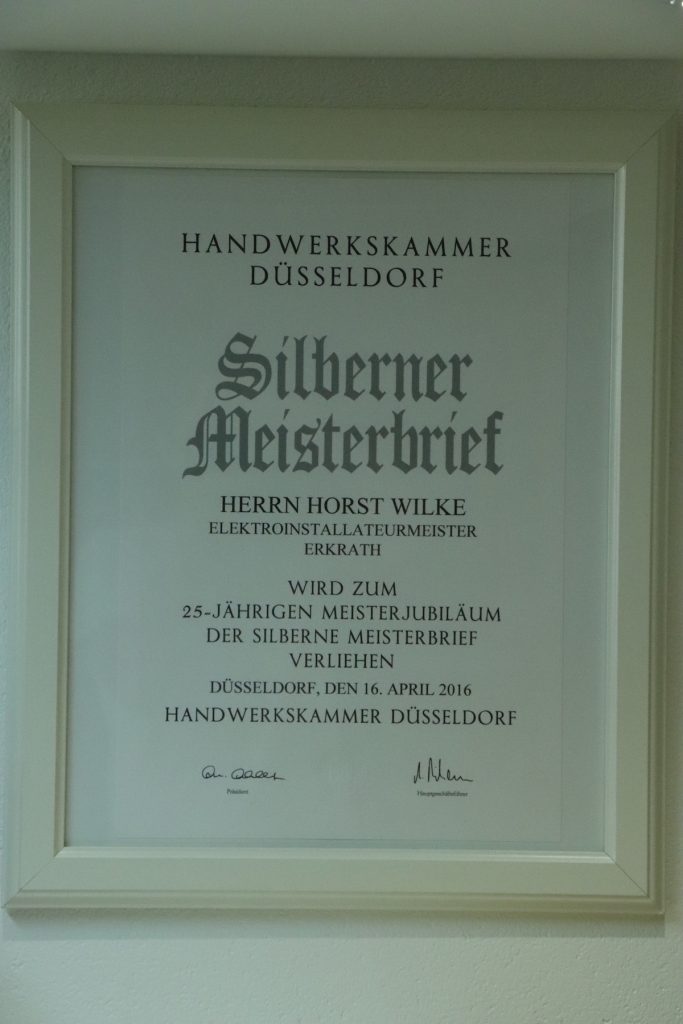 HANDWERKSKAMMER
DÜSSELDORF
Silberner
Meisterbrief
HERRN HORST WILKE
ELEKTROINSTALLATEURMEISTER
ERKRATH
WIRD ZUM
25-JÄHRIGEN MEISTERJUBILÄUM
DER SILBERNE MEISTERBRIEF
VERLIEHEN
DÜSSELDORF, DEN 16. APRIL 2016
HANDWERKSKAMMER DÜSSELDORF
Präsident
Hauptgeschäftsführer